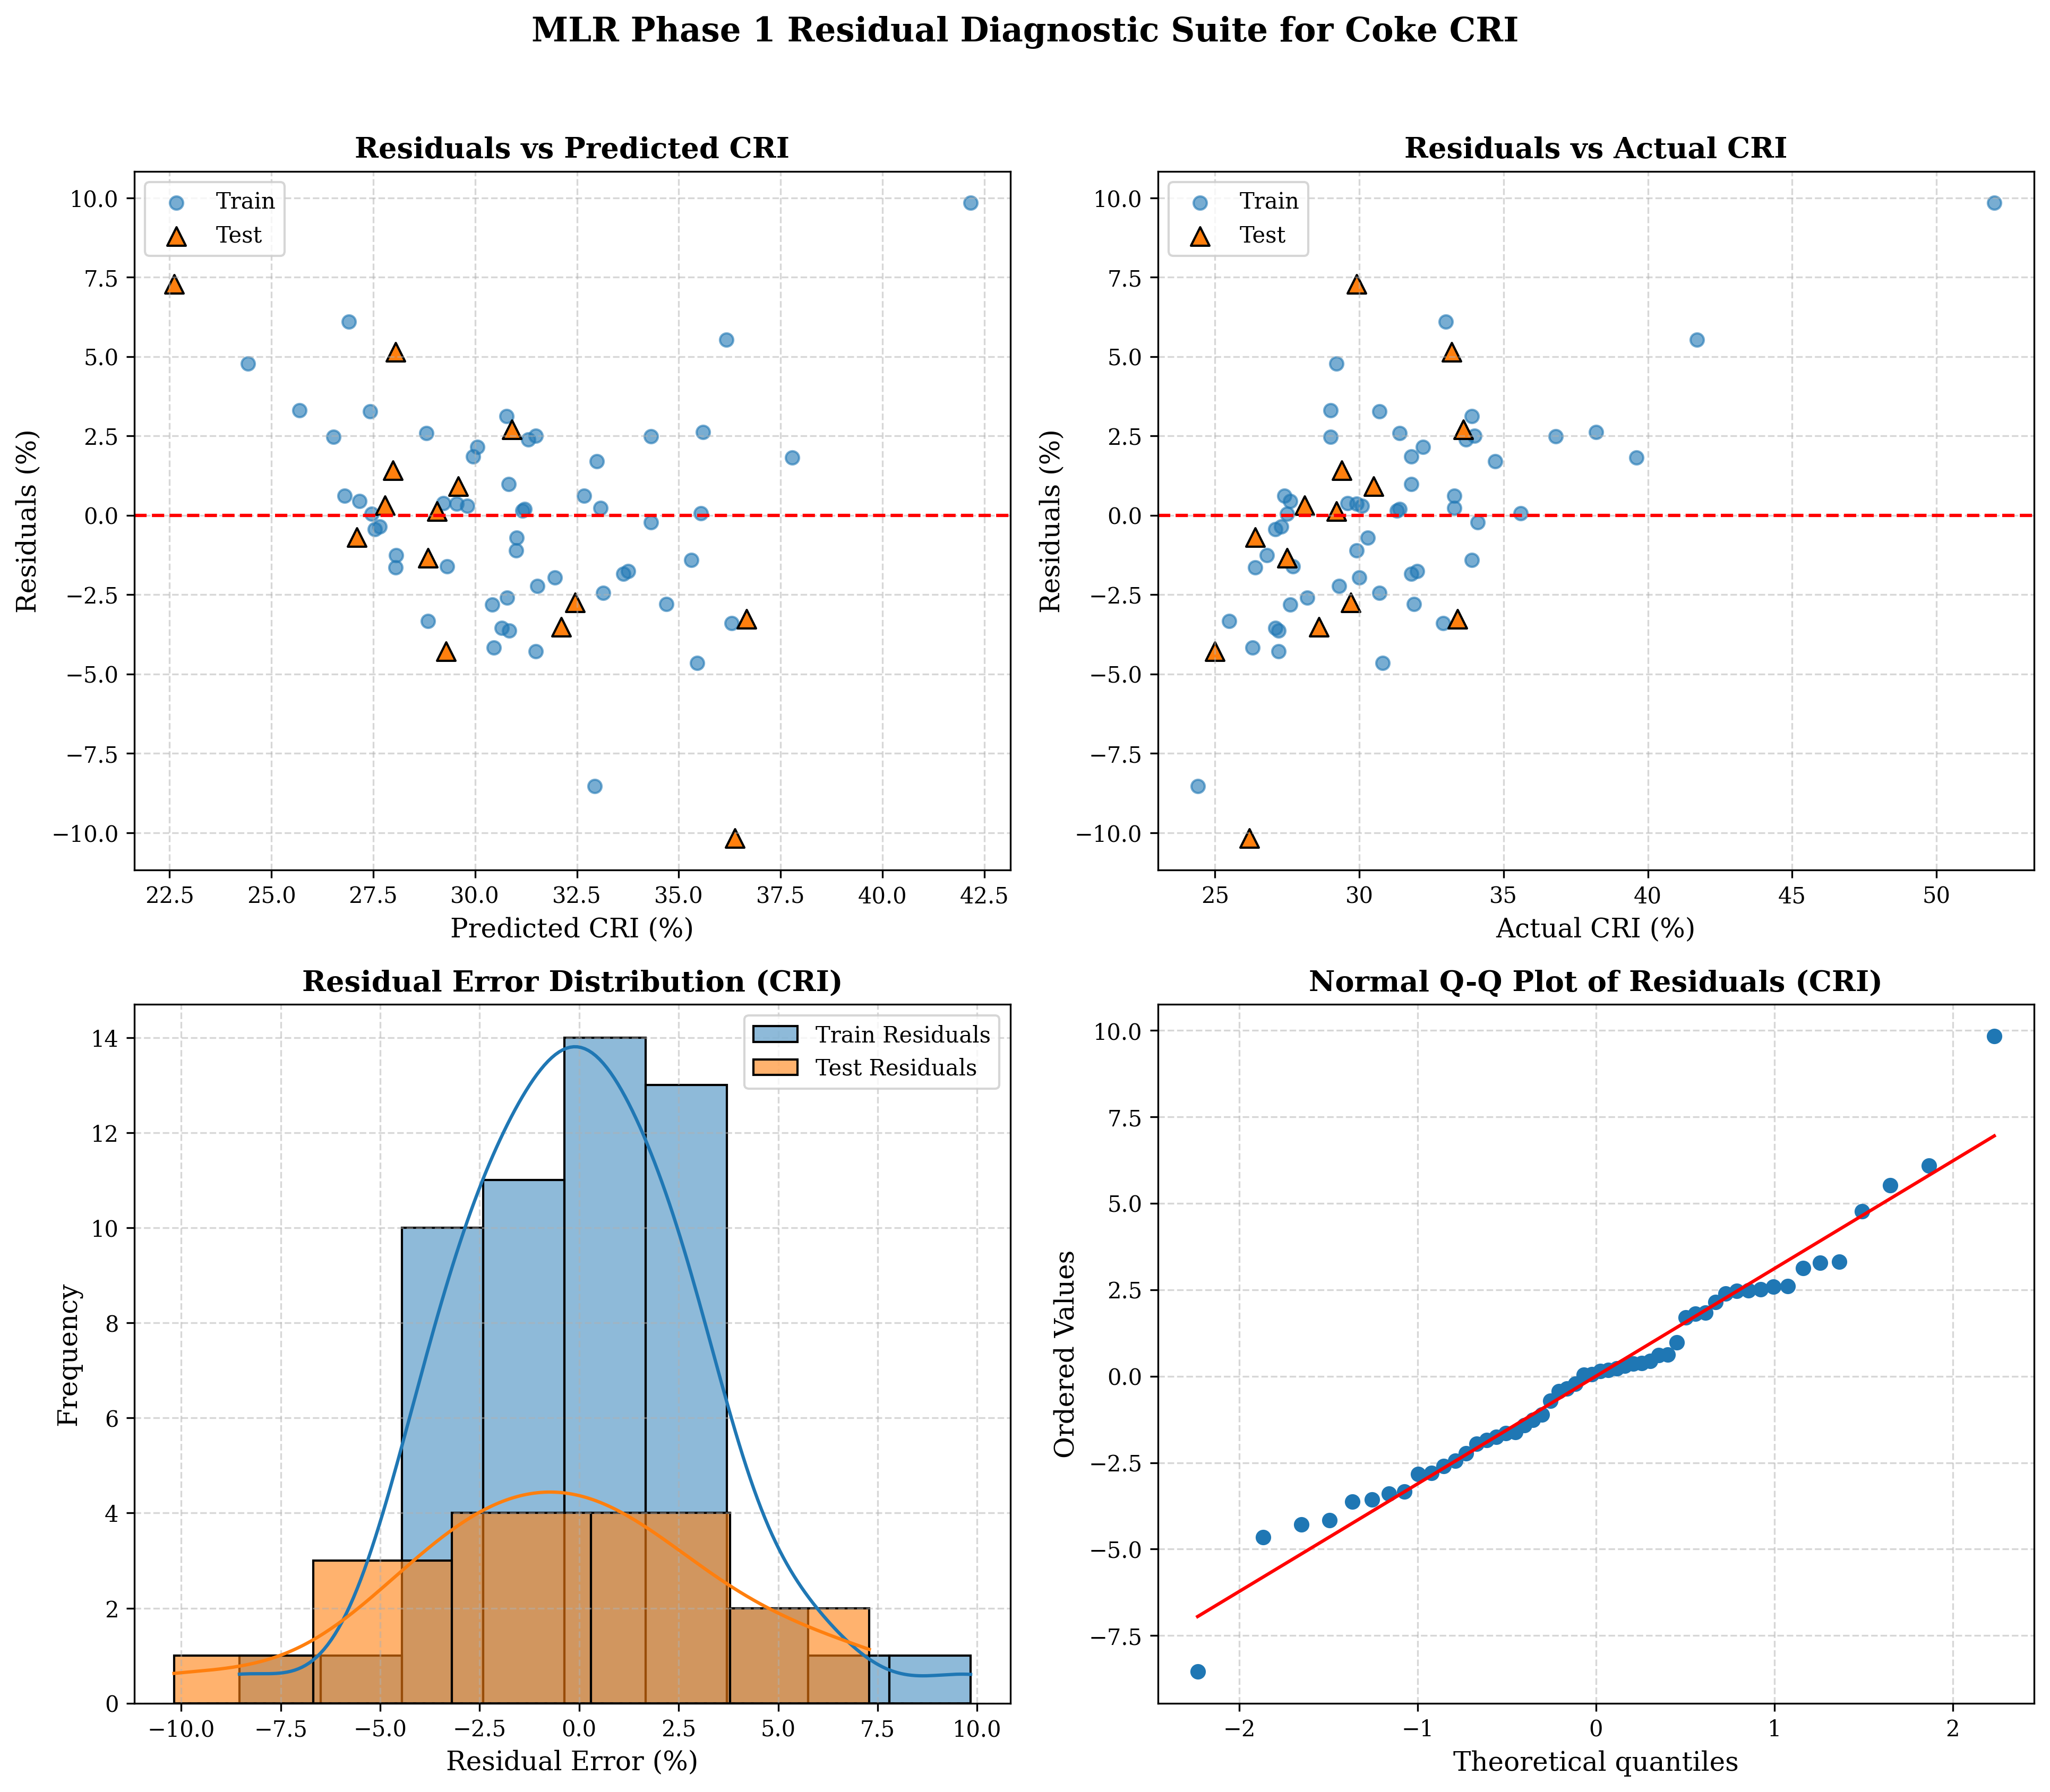 MLR Phase 1 Residual Diagnostic Suite for Coke CRI
Residuals vs Predicted CRI
Train
Test
10.0
7.5
5.0
2.5
0.0
−2.5
−5.0
−7.5
−10.0
Residuals (%)
22.5 25.0 27.5 30.0 32.5 35.0 37.5 40.0 42.5
Predicted CRI (%)
Residuals vs Actual CRI
Train
Test
10.0
7.5
5.0
2.5
0.0
−2.5
−5.0
−7.5
−10.0
Residuals (%)
25 30 35 40 45 50
Actual CRI (%)
Residual Error Distribution (CRI)
Train Residuals
Test Residuals
14
12
10
8
6
4
2
0
Frequency
−10.0 −7.5 −5.0 −2.5 0.0 2.5 5.0 7.5 10.0
Residual Error (%)
Normal Q-Q Plot of Residuals (CRI)
10.0
7.5
5.0
2.5
0.0
−2.5
−5.0
−7.5
Ordered Values
−2 −1 0 1 2
Theoretical quantiles